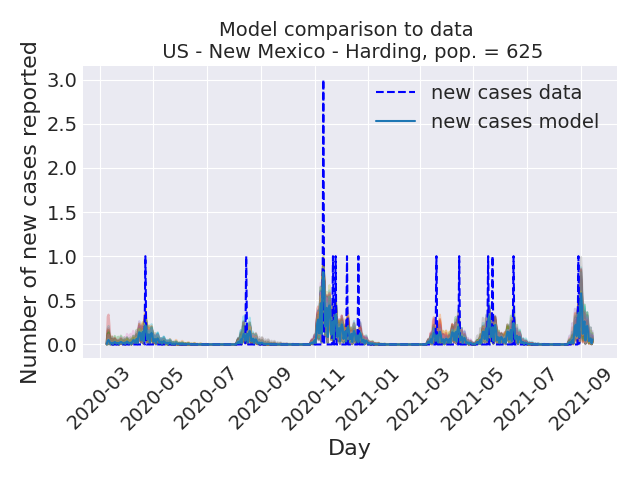 Model comparison to data
US - New Mexico - Harding, pop. = 625
Number of new cases reported
3.0
2.5
2.0
1.5
1.0
0.5
0.0
new cases data
new cases model
2020-03
2020-05
2020-07
2020-09
2020-11
2021-01
2021-03
2021-05
2021-07
2021-09
Day